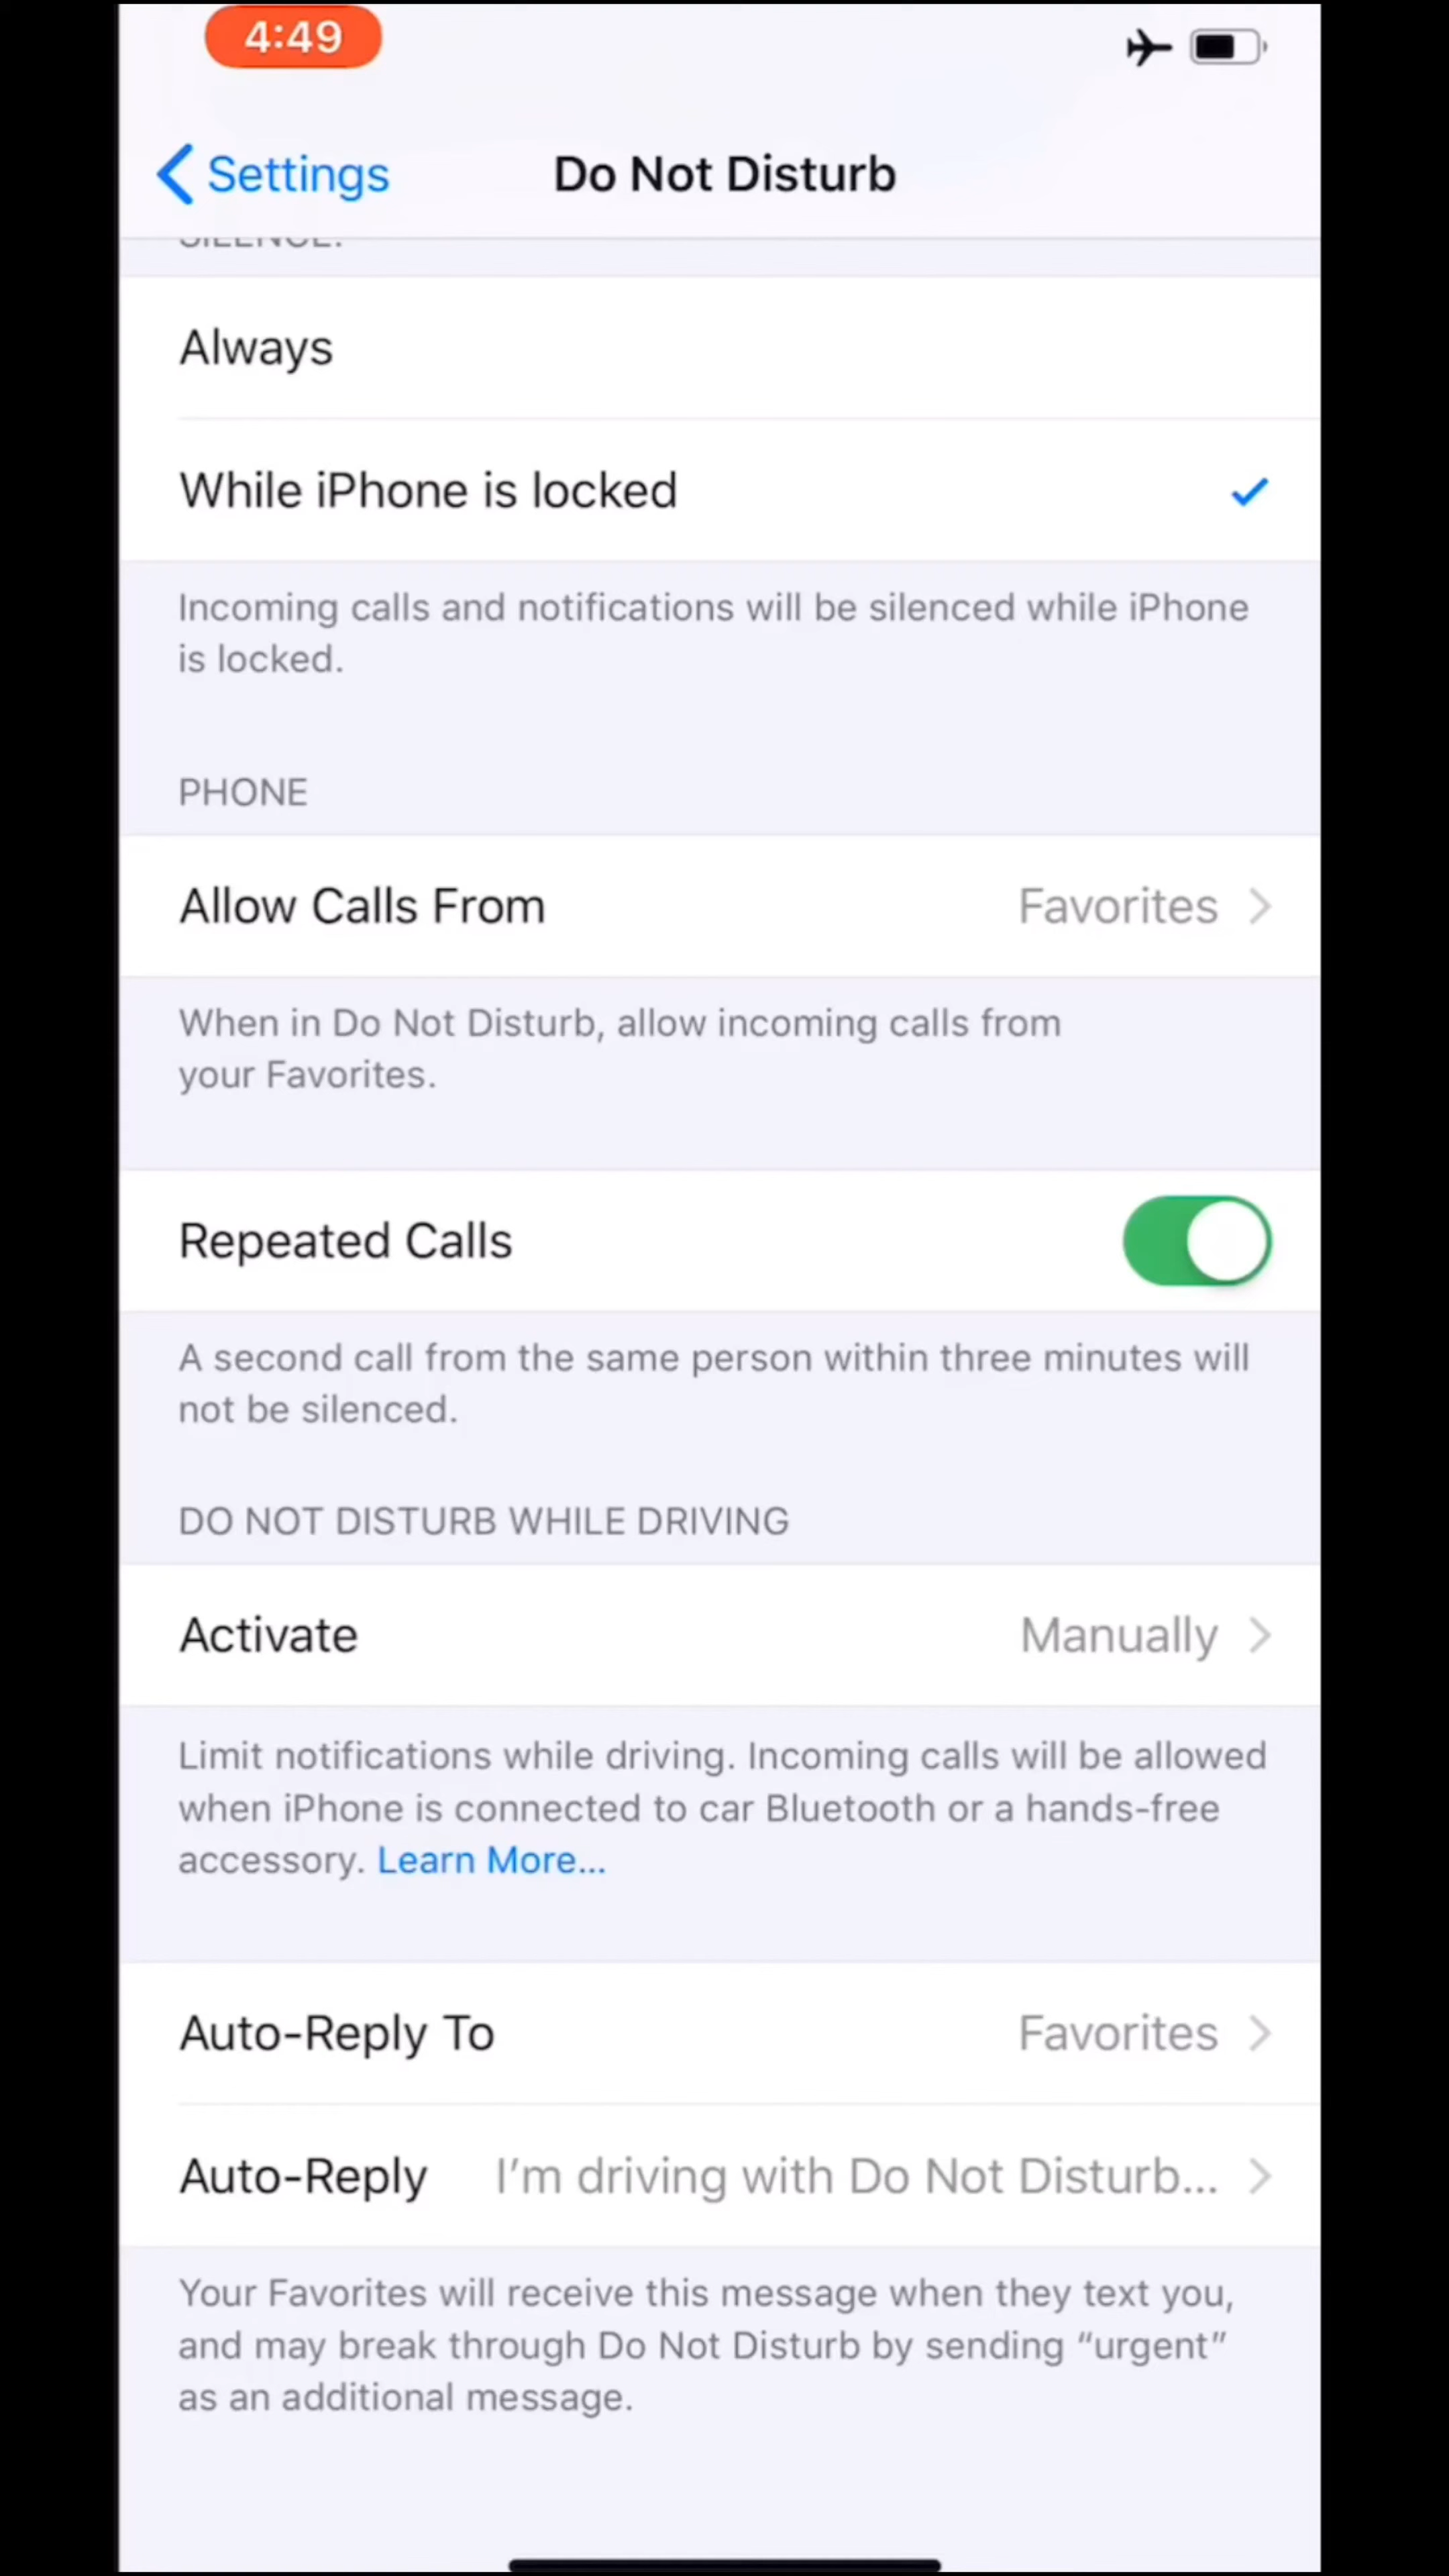 4:49
Settings
Do Not Disturb
SILENCE:
Always
While iPhone is locked
Incoming calls and notifications will be silenced while iPhone
is locked.
PHONE
Allow Calls From
Favorites
When in Do Not Disturb, allow incoming calls from
your Favorites.
Repeated Calls
A second call from the same person within three minutes will
not be silenced.
DO NOT DISTURB WHILE DRIVING
Activate
Manually
Limit notifications while driving. Incoming calls will be allowed
when iPhone is connected to car Bluetooth or a hands-free
accessory. Learn More...
Auto-Reply To
Favorites
Auto-Reply
I’m driving with Do Not Disturb...
Your Favorites will receive this message when they text you,
and may break through Do Not Disturb by sending “urgent”
as an additional message.